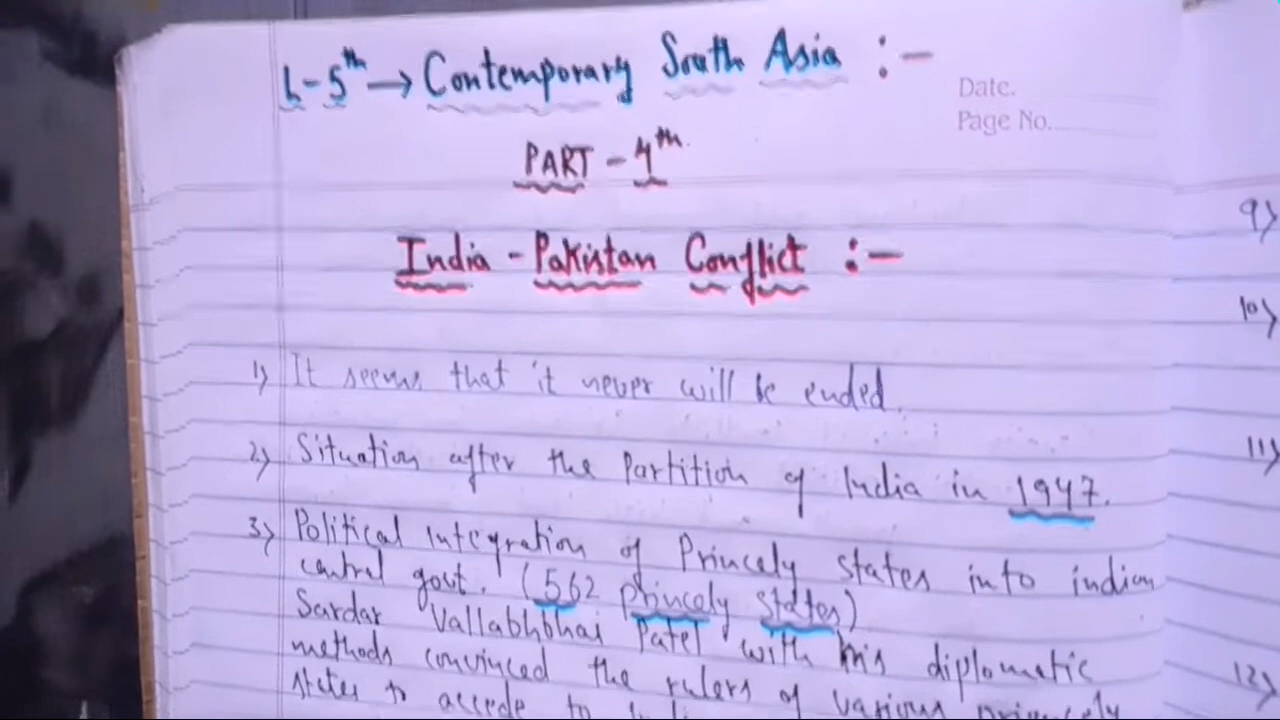 L-5th → Contemporary South Asia :-
Date.
Page No.
PART - 4th
India - Pakistan Conflict :-
1) It seems that it never will be ended.
2) Situation after the Partition of India in 1947.
3) Political Integration of Princely states into indian
central govt. (562 princely states)
Sardar Vallabhbhai Patel with his diplomatic
methods convinced the rulers of various princely
states to accede to
9)
10)
11)
12)